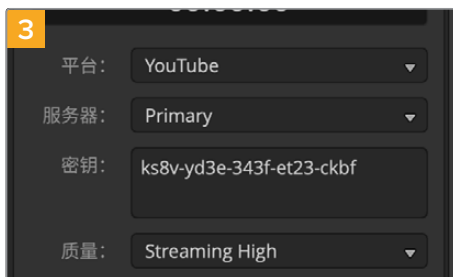 3
平台： YouTube
服务器： Primary
密钥： ks8v-yd3e-343f-et23-ckbf
质量： Streaming High